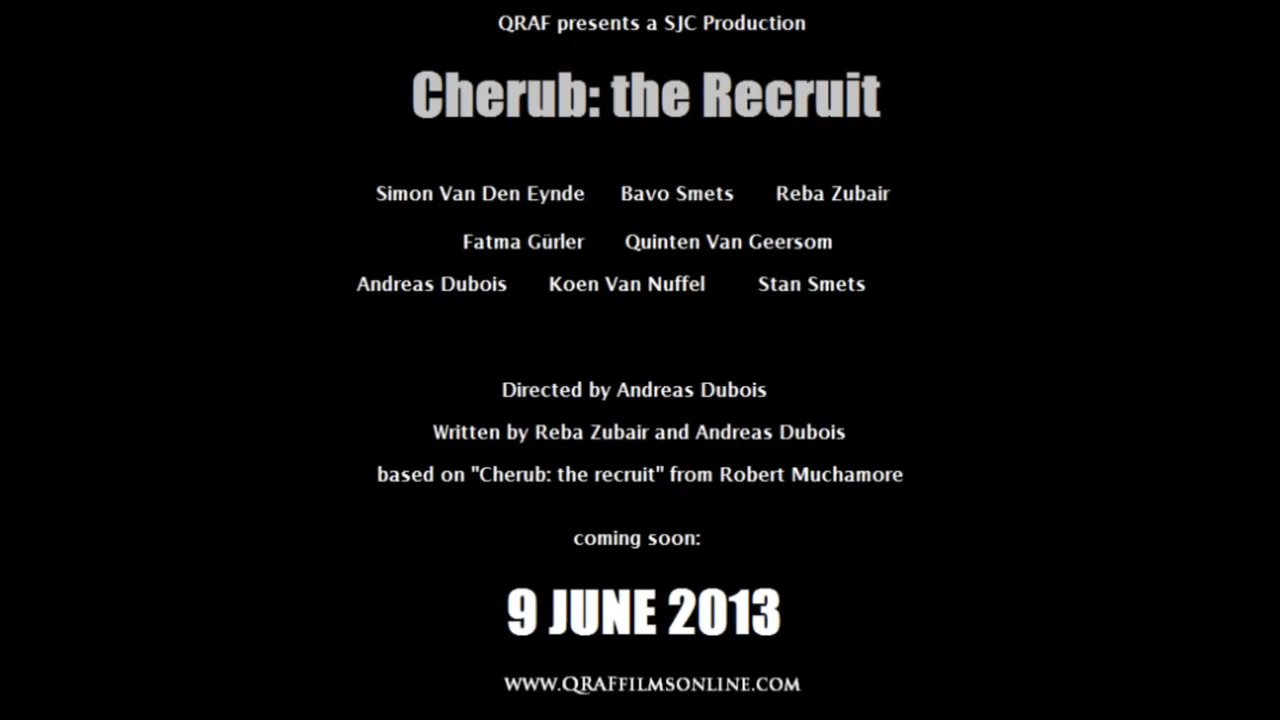 QRAF presents a SJC Production
Cherub: the Recruit
Simon Van Den Eynde Bavo Smets Reba Zubair
Fatma Gürler Quinten Van Geersom
Andreas Dubois Koen Van Nuffel Stan Smets
Directed by Andreas Dubois
Written by Reba Zubair and Andreas Dubois
based on "Cherub: the recruit" from Robert Muchamore
coming soon:
9 JUNE 2013
WWW.QRAFFILMSONLINE.COM